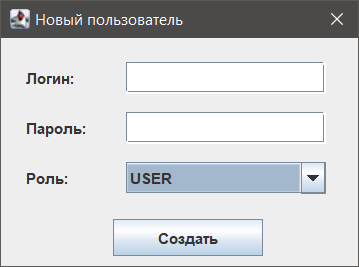 Новый пользователь
Логин:
Пароль:
Роль: USER
Создать